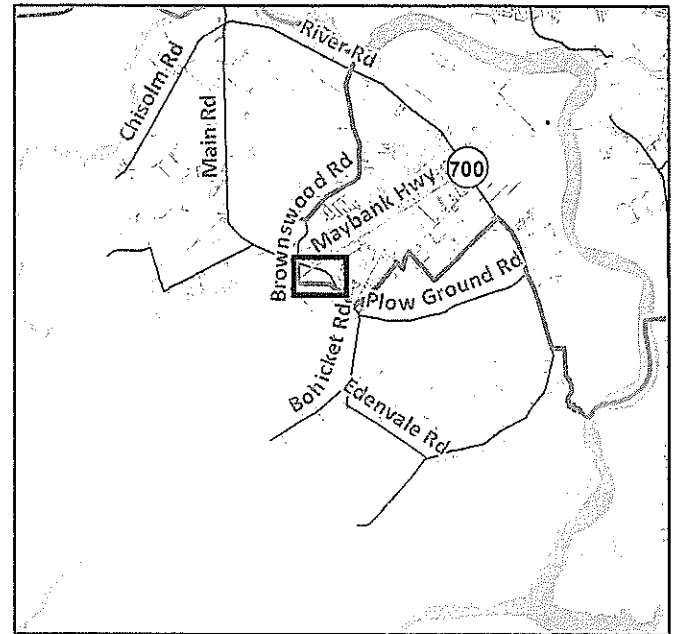 River Rd
Chisolm Rd
Main Rd
700
Brownswood Rd
Maybank Hwy
Plow Ground Rd
Bohicket Rd
Edenvale Rd